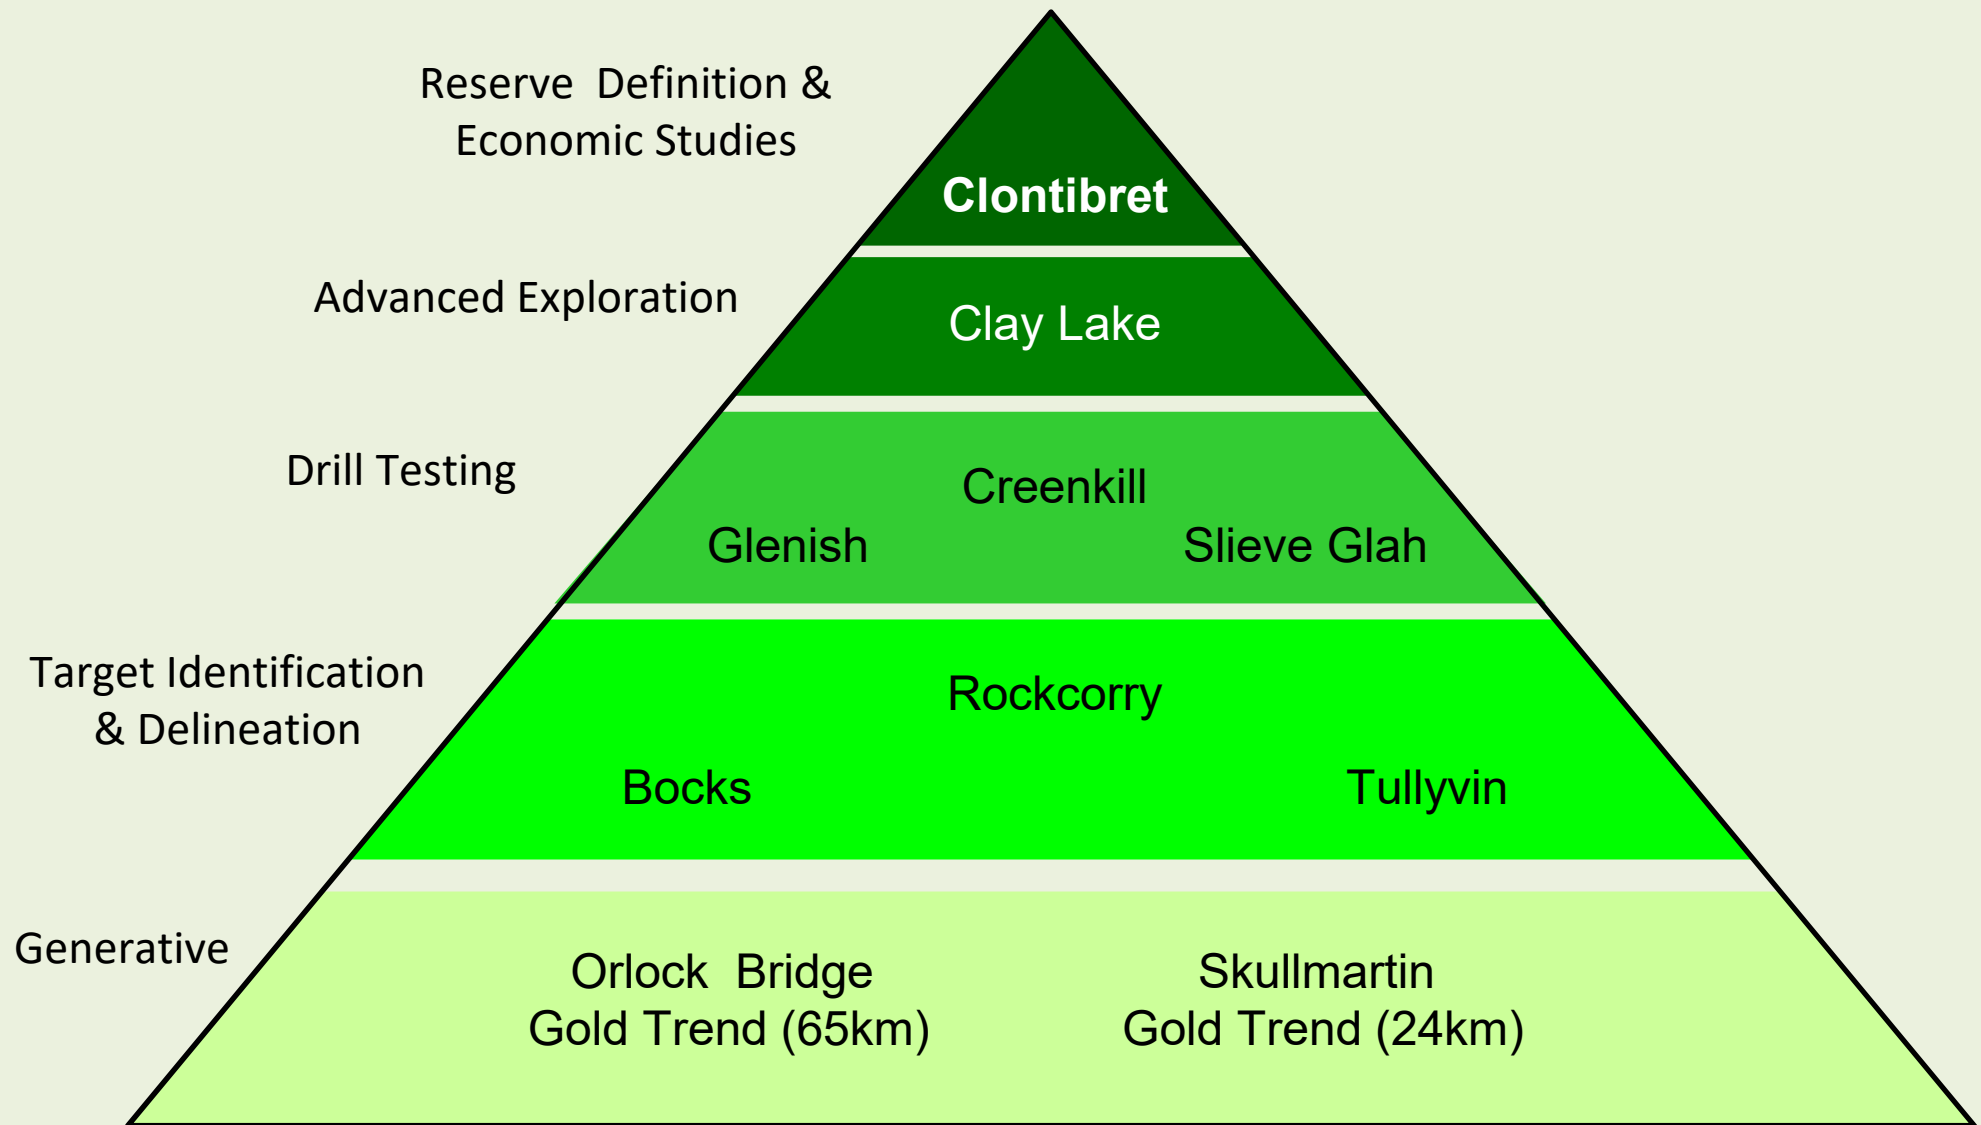 Reserve  Definition &
Economic Studies
Clontibret
Advanced Exploration
Clay Lake
Drill Testing
Creenkill
Glenish
Slieve Glah
Target Identification
& Delineation
Rockcorry
Bocks
Tullyvin
Generative
Orlock  Bridge
Gold Trend (65km)
Skullmartin
Gold Trend (24km)